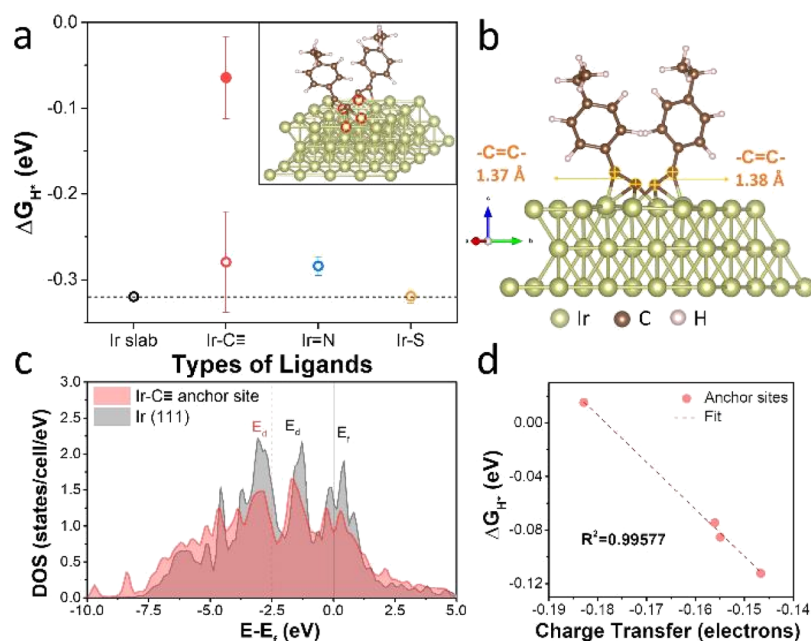 a
0.0
-0.1
-0.2
-0.3
ΔG_H* (eV)
Ir slab
Ir-C≡
Ir=N
Ir-S
Types of Ligands
b
-C=C-
1.37 Å
-C=C-
1.38 Å
c
a
b
Ir
C
H
c
3.0
2.5
2.0
1.5
1.0
0.5
0.0
DOS (states/cell/eV)
Ir-C≡ anchor site
Ir (111)
E_d
E_d
E_f
-10.0
-7.5
-5.0
-2.5
0.0
2.5
5.0
E-E_f (eV)
d
0.00
-0.04
-0.08
-0.12
ΔG_H* (eV)
Anchor sites
Fit
R²=0.99577
-0.19
-0.18
-0.17
-0.16
-0.15
-0.14
Charge Transfer (electrons)